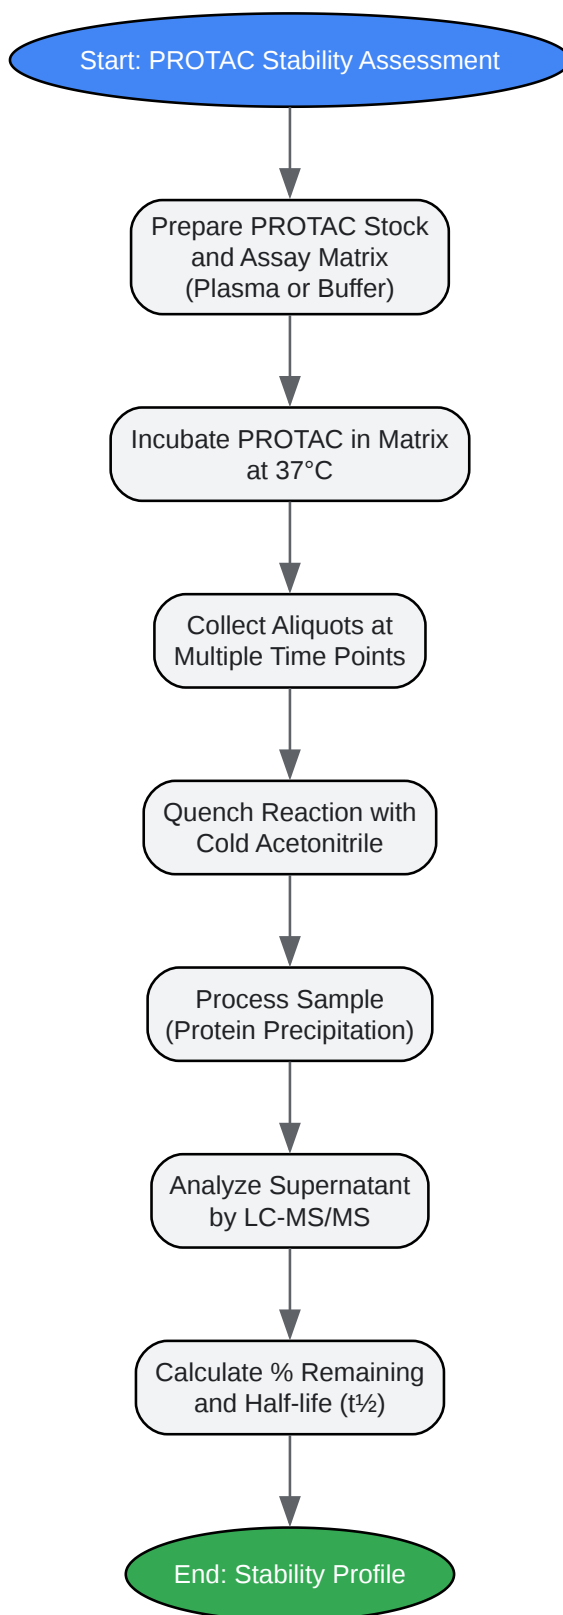 Start: PROTAC Stability Assessment
Prepare PROTAC Stock
and Assay Matrix
(Plasma or Buffer)
Incubate PROTAC in Matrix
at 37°C
Collect Aliquots at
Multiple Time Points
Quench Reaction with
Cold Acetonitrile
Process Sample
(Protein Precipitation)
Analyze Supernatant
by LC-MS/MS
Calculate % Remaining
and Half-life (t½)
End: Stability Profile